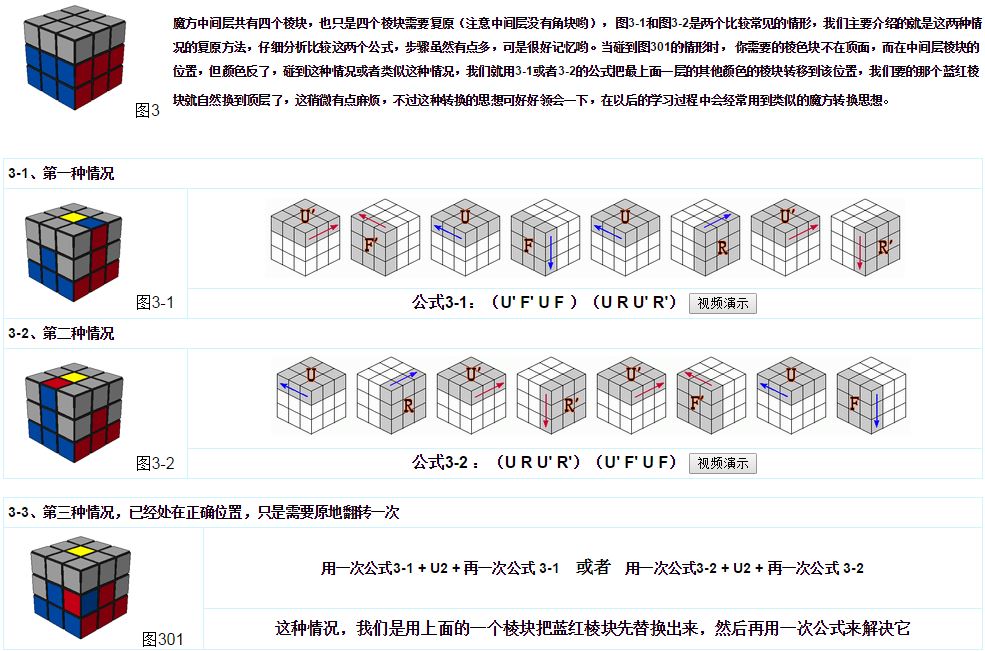 魔方中间层共有四个棱块，也只是四个棱块需要复原（注意中间层没有角块哟），图3-1和图3-2是两个比较常见的情形，我们主要介绍的就是这两种情
况的复原方法，仔细分析比较这两个公式，步骤虽然有点多，可是很好记忆哟。当碰到图301的情形时， 你需要的棱色块不在顶面，而在中间层棱块的
位置，但颜色反了，碰到这种情况或者类似这种情况，我们就用3-1或者3-2的公式把最上面一层的其他颜色的棱块转移到该位置，我们要的那个蓝红棱
块就自然换到顶层了，这稍微有点麻烦，不过这种转换的思想可好好领会一下，在以后的学习过程中会经常用到类似的魔方转换思想。
图3
3-1、第一种情况
U' F' U F U R U' R'
图3-1
公式3-1：（U' F' U F ）（U R U' R'） 视频演示
3-2、第二种情况
U R U' R' U' F' U F
图3-2
公式3-2 ：（U R U' R'）（U' F' U F） 视频演示
3-3、第三种情况，已经处在正确位置，只是需要原地翻转一次
用一次公式3-1 + U2 + 再一次公式 3-1 或者 用一次公式3-2 + U2 + 再一次公式 3-2
图301
这种情况，我们是用上面的一个棱块把蓝红棱块先替换出来，然后再用一次公式来解决它